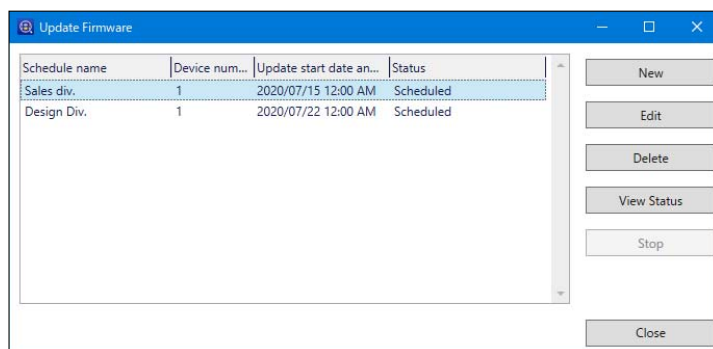 Update Firmware
Schedule name Device num... Update start date an... Status
Sales div. 1 2020/07/15 12:00 AM Scheduled
Design Div. 1 2020/07/22 12:00 AM Scheduled
New
Edit
Delete
View Status
Stop
Close